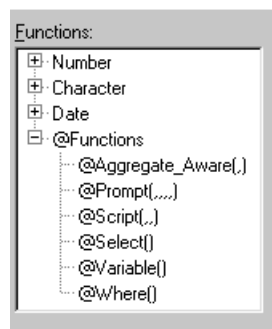 Functions:
Number
Character
Date
@Functions
@Aggregate_Aware(,)
@Prompt(,,,,)
@Script(,,)
@Select()
@Variable()
@Where()